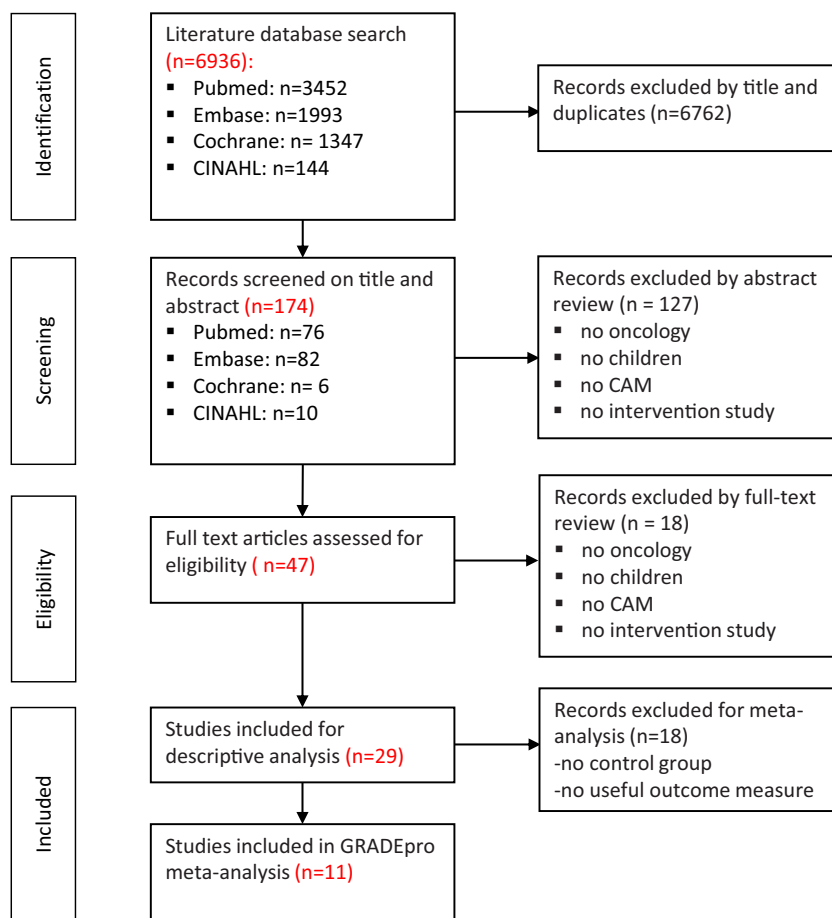 Identification
Literature database search
(n=6936):
▪ Pubmed: n=3452
▪ Embase: n=1993
▪ Cochrane: n= 1347
▪ CINAHL: n=144
Records excluded by title and
duplicates (n=6762)
Screening
Records screened on title and
abstract (n=174)
▪ Pubmed: n=76
▪ Embase: n=82
▪ Cochrane: n= 6
▪ CINAHL: n=10
Records excluded by abstract
review (n = 127)
▪ no oncology
▪ no children
▪ no CAM
▪ no intervention study
Eligibility
Full text articles assessed for
eligibility ( n=47)
Records excluded by full-text
review (n = 18)
▪ no oncology
▪ no children
▪ no CAM
▪ no intervention study
Included
Studies included for
descriptive analysis (n=29)
Records excluded for meta-
analysis (n=18)
-no control group
-no useful outcome measure
Studies included in GRADEpro
meta-analysis (n=11)